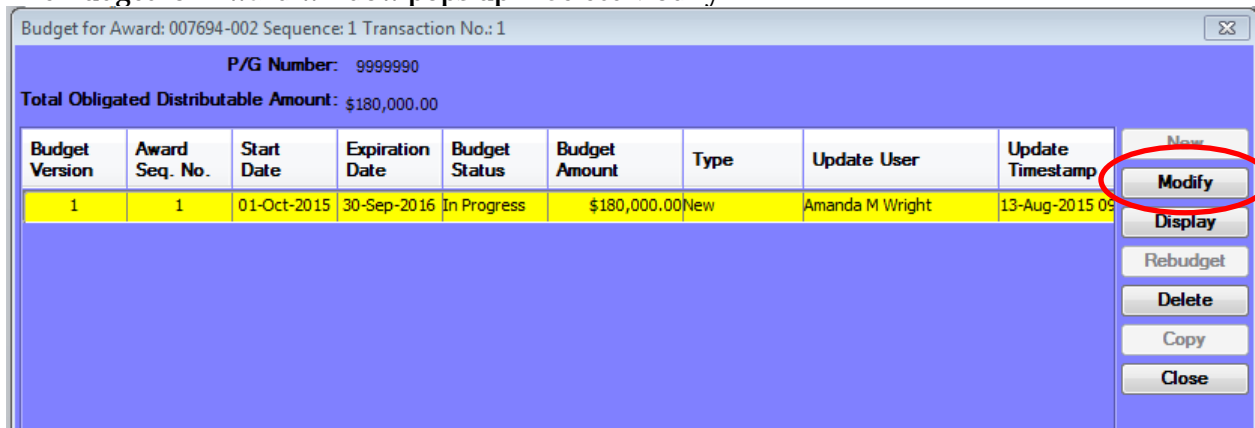 Budget for Award: 007694-002 Sequence: 1 Transaction No.: 1
P/G Number: 9999990
Total Obligated Distributable Amount: $180,000.00
Budget Version Award Seq. No. Start Date Expiration Date Budget Status Budget Amount Type Update User Update Timestamp
1 1 01-Oct-2015 30-Sep-2016 In Progress $180,000.00 New Amanda M Wright 13-Aug-2015 09
New
Modify
Display
Rebudget
Delete
Copy
Close